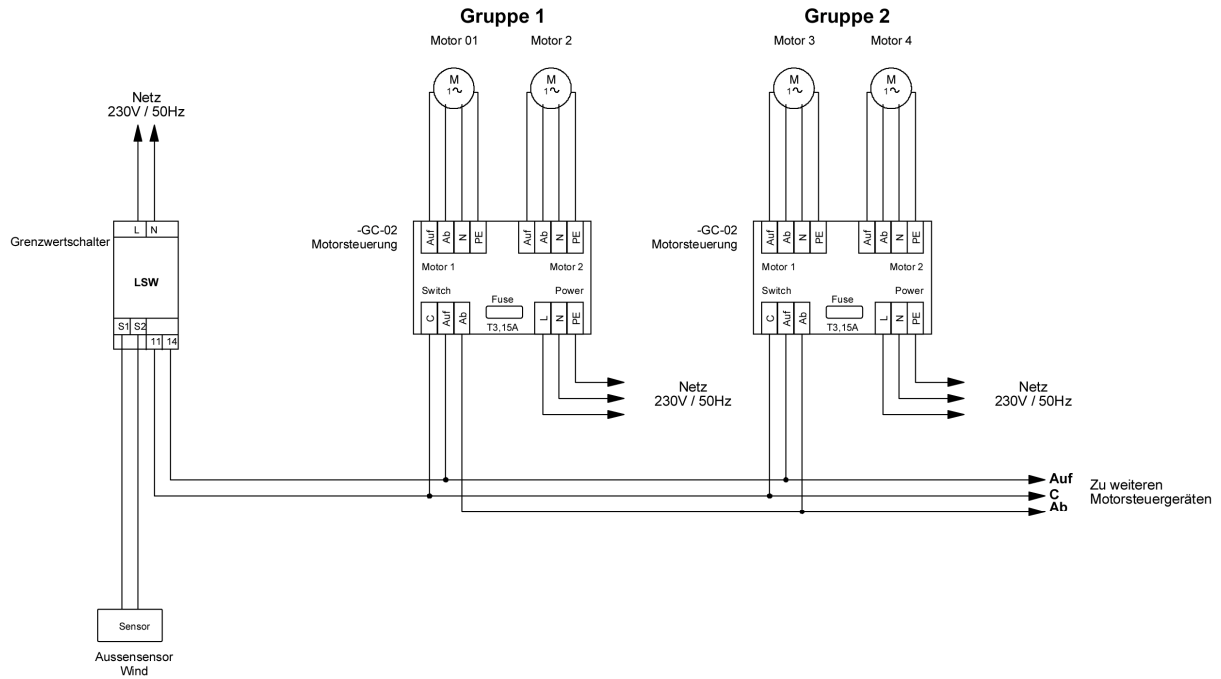 Gruppe 1
Gruppe 2
Motor 01
Motor 2
Motor 3
Motor 4
M
1~
M
1~
M
1~
M
1~
Netz
230V / 50Hz
L N
Grenzwertschalter
LSW
S1 S2
11 14
-GC-02
Motorsteuerung
Auf Ab N PE
Auf Ab N PE
Motor 1
Motor 2
Switch
Fuse
Power
C Auf Ab
T3,15A
L N PE
Netz
230V / 50Hz
-GC-02
Motorsteuerung
Auf Ab N PE
Auf Ab N PE
Motor 1
Motor 2
Switch
Fuse
Power
C Auf Ab
T3,15A
L N PE
Netz
230V / 50Hz
Auf
C
Ab
Zu weiteren
Motorsteuergeräten
Sensor
Aussensensor
Wind